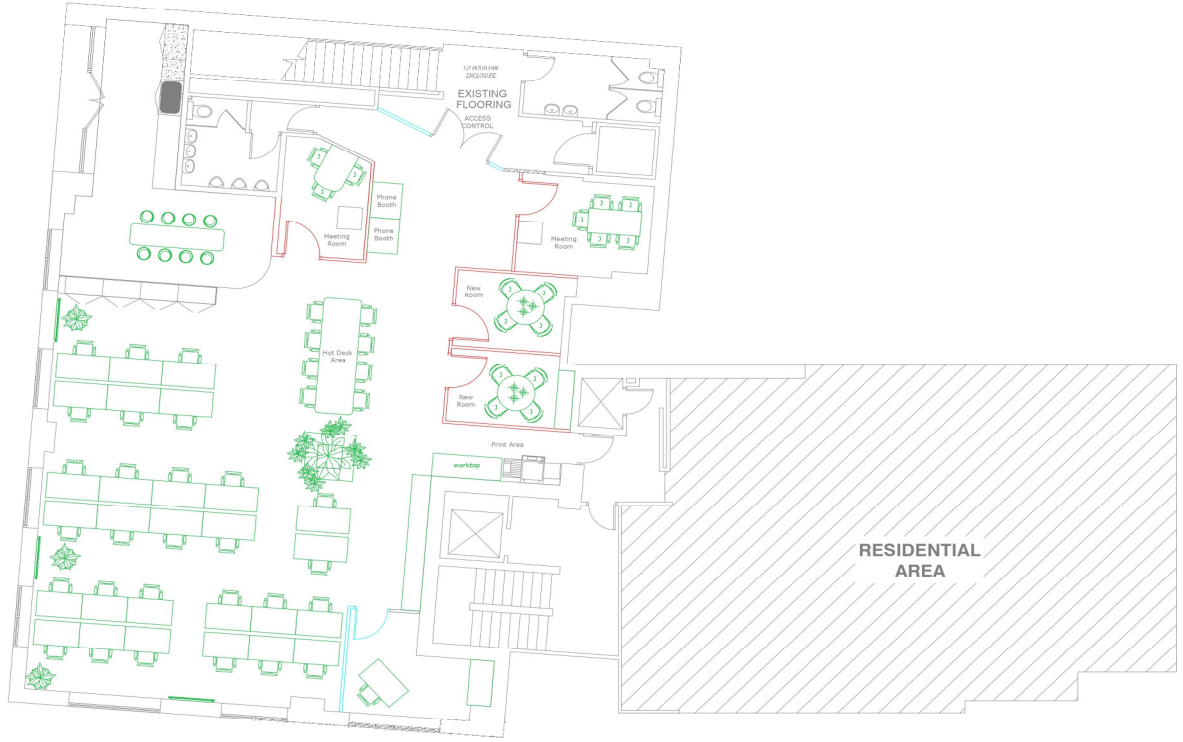 EXISTING
FLOORING
ACCESS
CONTROL
Phone
Booth
Phone
Booth
Meeting
Room
Meeting
Room
New
Room
Hot Desk
Area
New
Room
Print Area
worktop
RESIDENTIAL
AREA